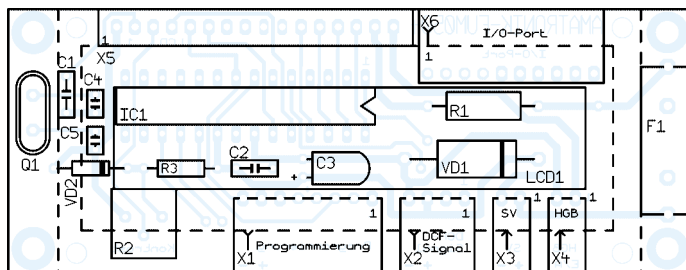 X6
I/O-Port
1
1
X5
C1
C4
IC1
R1
F1
C5
Q1
VD2
R3
C2
C3
+
VD1
LCD1
R2
1
1
SV
1
HGB
1
Programmierung
DCF-
Signal
X1
X2
X3
X4